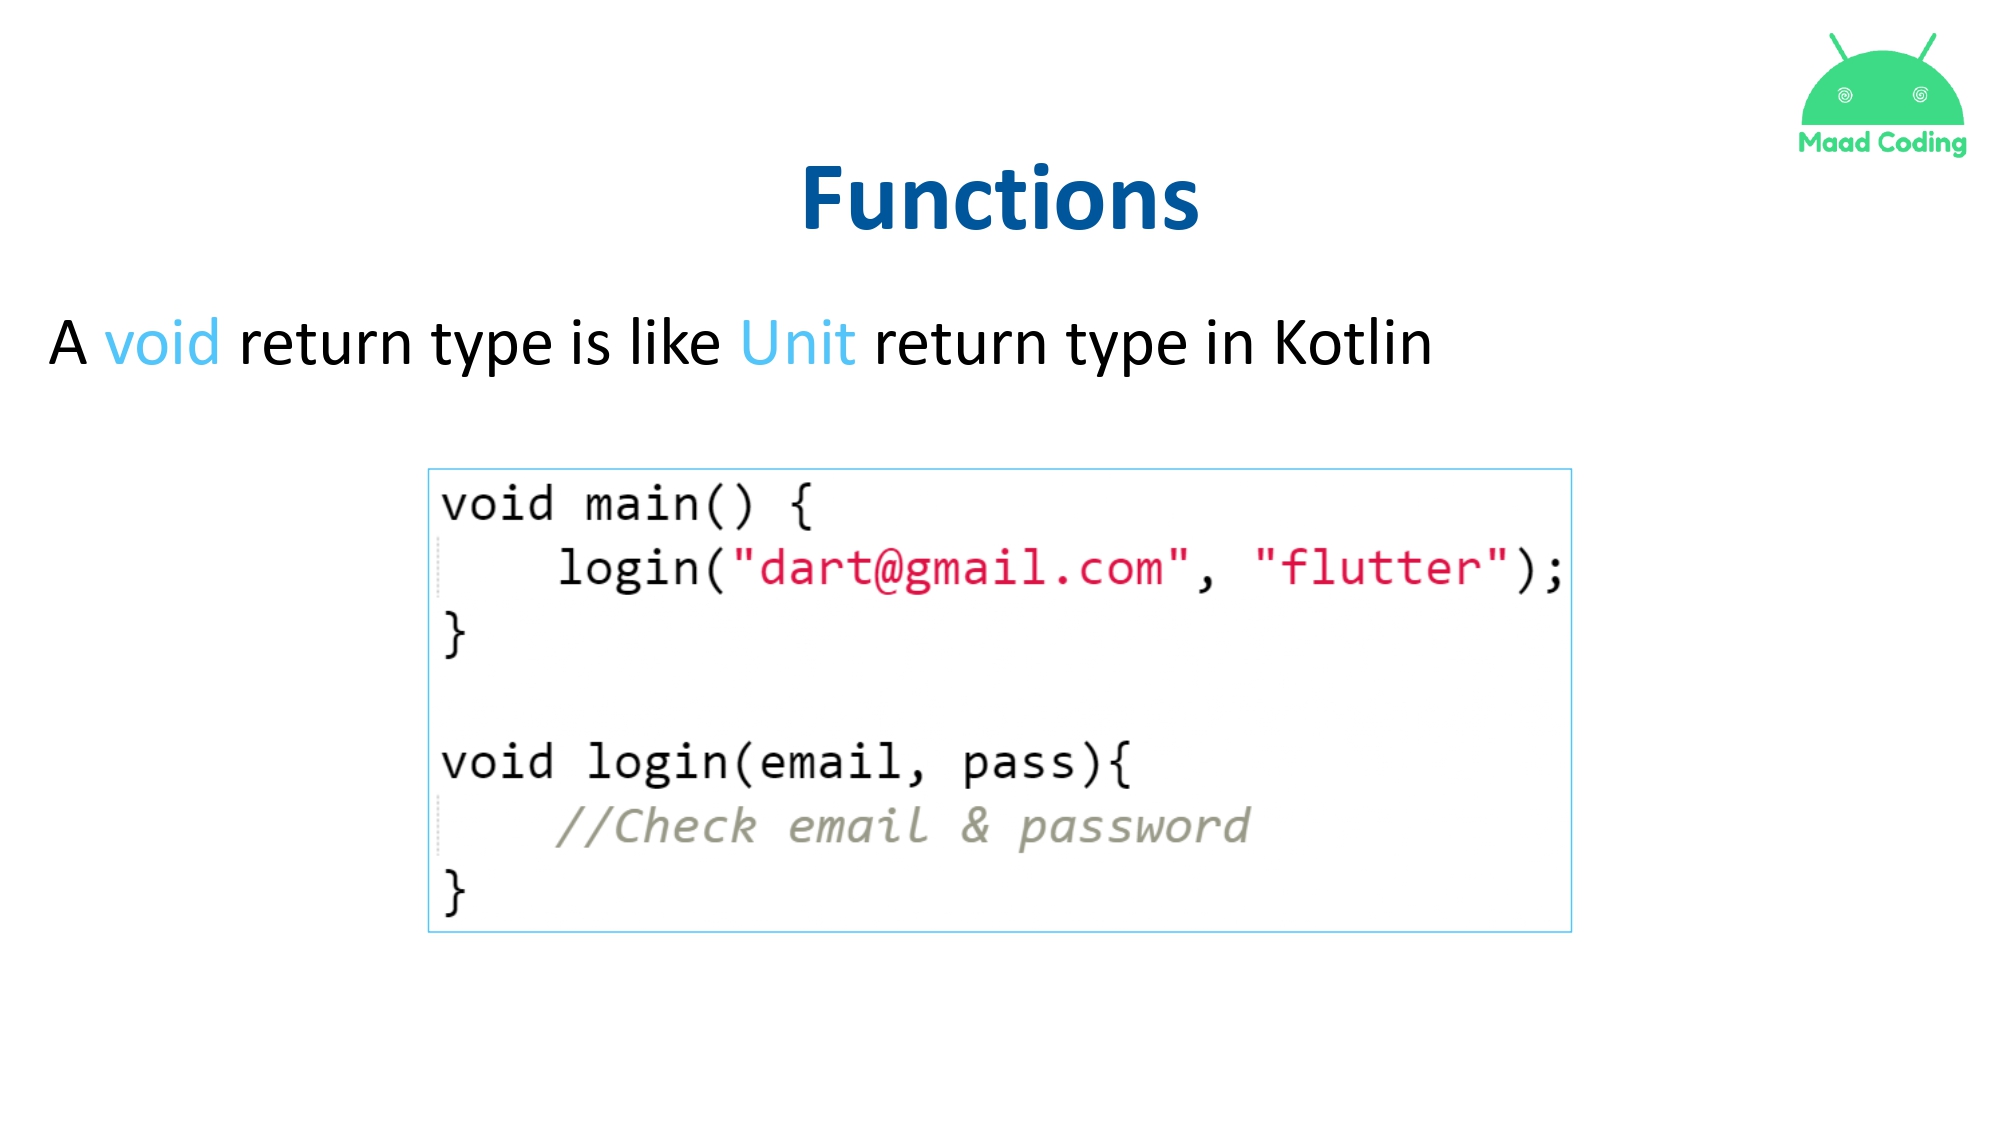 Maad Coding
Functions
A void return type is like Unit return type in Kotlin
void main() {
    login("dart@gmail.com", "flutter");
}
void login(email, pass){
    //Check email & password
}